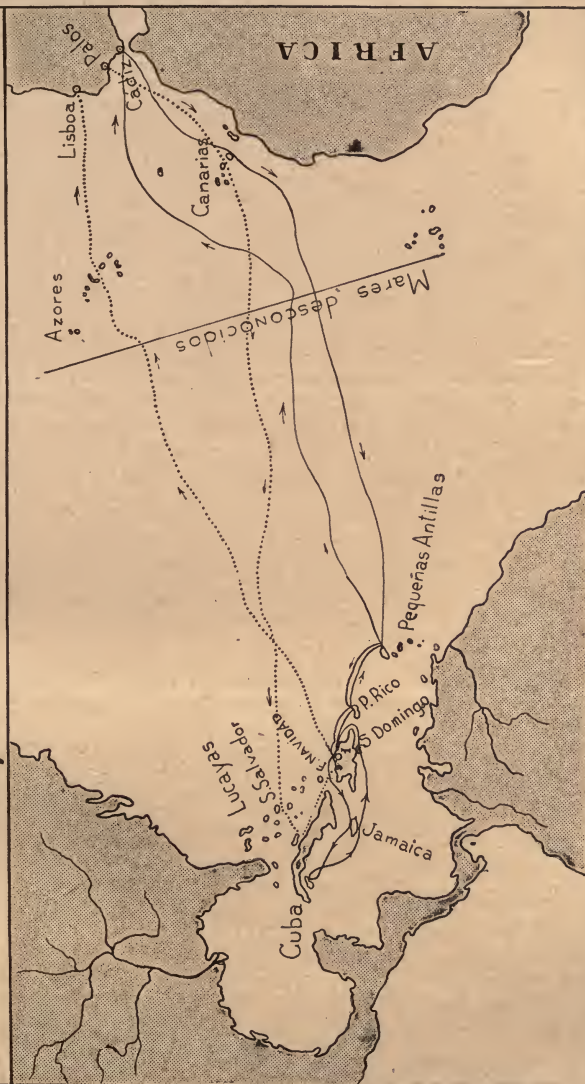 Lisboa
Palos
Cadiz
AFRICA
Azores
Canarias
Mares desconocidos
Lucayas
S. Salvador
F. NAVIDAD
Cuba
Jamaica
S. Domingo
P. Rico
Pequeñas Antillas